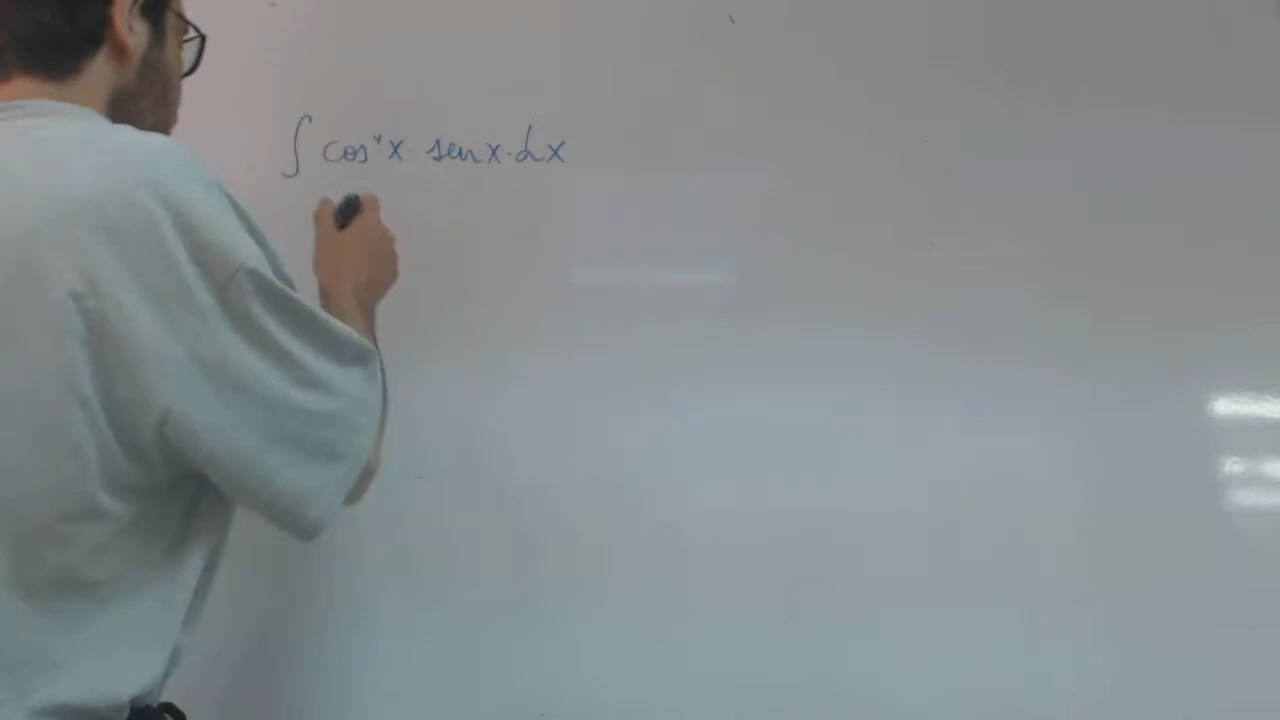 ∫ cos⁴x · sen x · dx